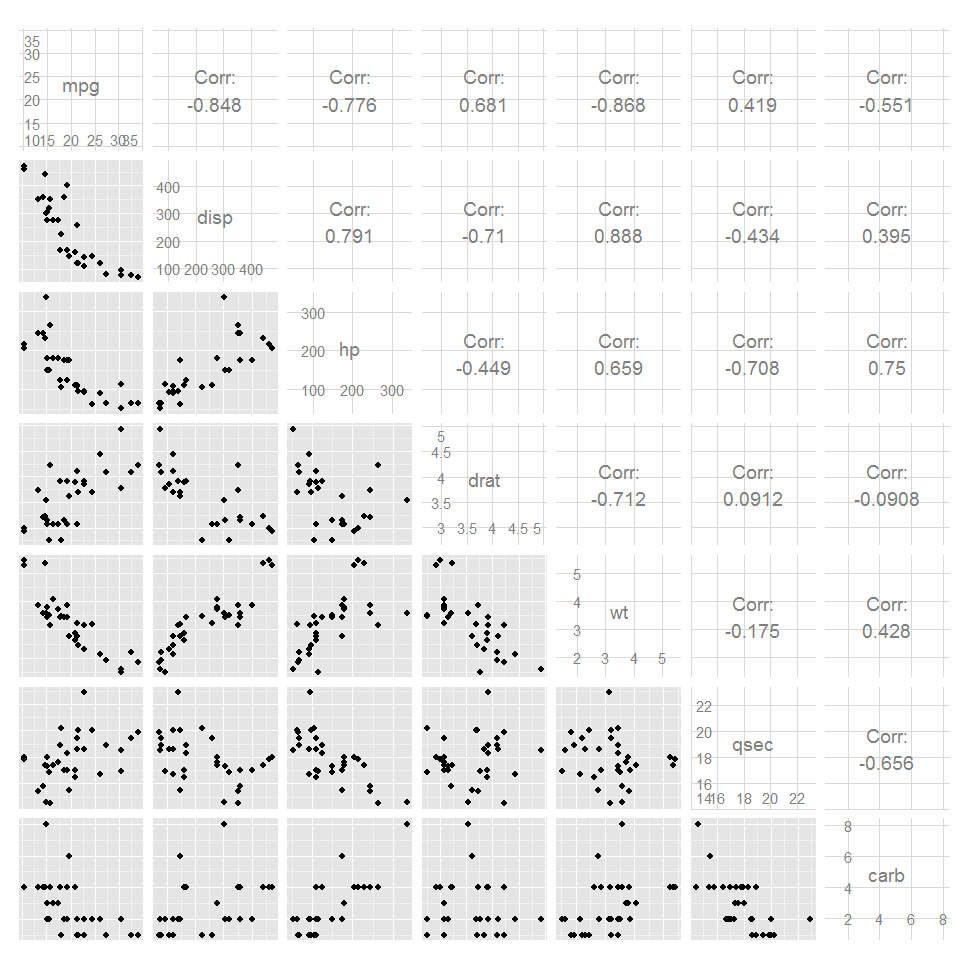 35
30
25
20
15
mpg
10 15 20 25 30 35
Corr:
-0.848
Corr:
-0.776
Corr:
0.681
Corr:
-0.868
Corr:
0.419
Corr:
-0.551
400
300
200
disp
100 200 300 400
Corr:
0.791
Corr:
-0.71
Corr:
0.888
Corr:
-0.434
Corr:
0.395
300
200
100
hp
200 300
Corr:
-0.449
Corr:
0.659
Corr:
-0.708
Corr:
0.75
5
4.5
4
3.5
3
drat
3.5 4 4.5 5
Corr:
-0.712
Corr:
0.0912
Corr:
-0.0908
5
4
3
2
wt
3 4 5
Corr:
-0.175
Corr:
0.428
22
20
18
16
14
qsec
16 18 20 22
Corr:
-0.656
8
6
4
2
carb
4 6 8